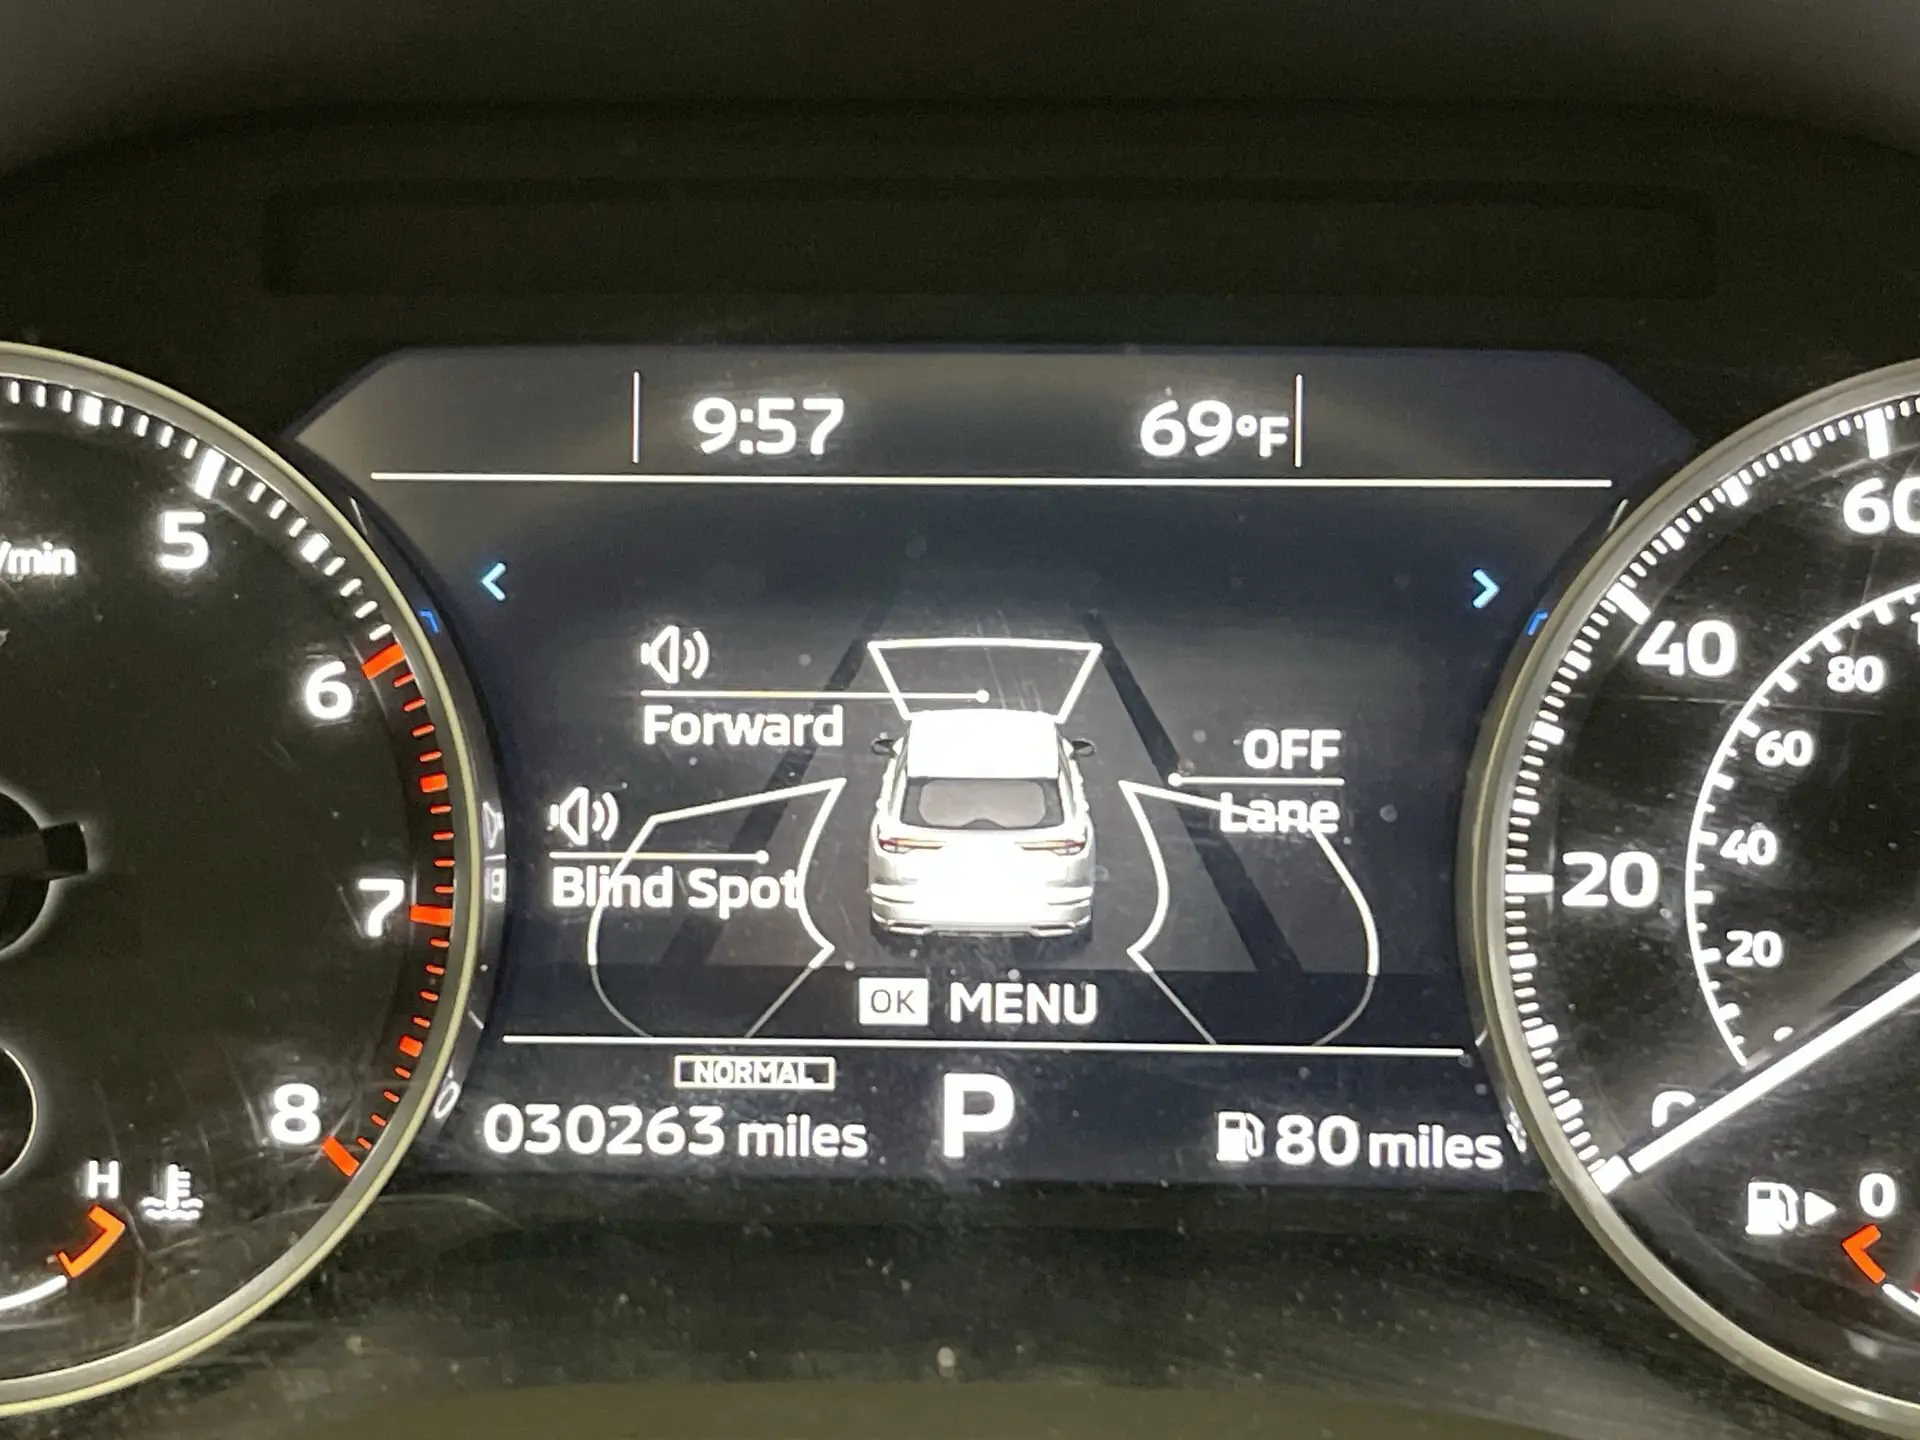 9:57 69°F
5
/min
60
6
40
80
Forward
OFF
60
Lane
Blind Spot
7
20
40
20
OK MENU
NORMAL
8
030263 miles P 80 miles
H
0